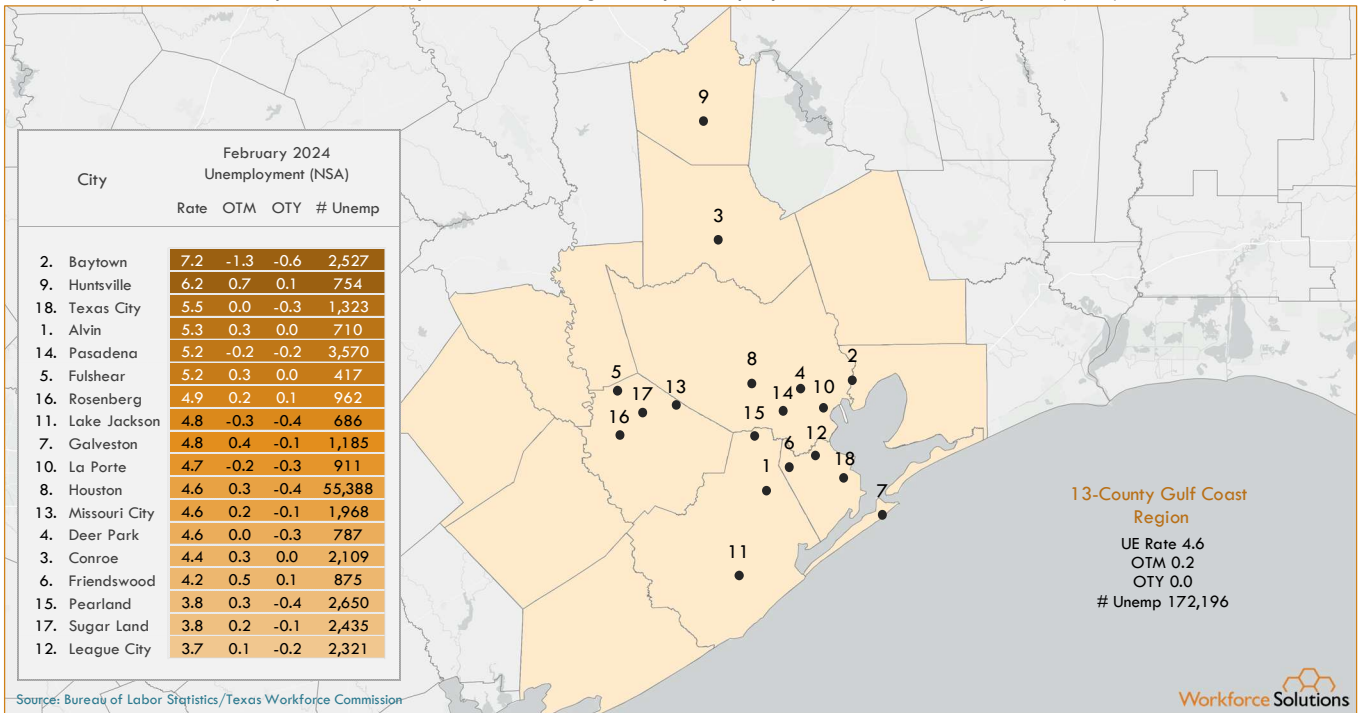 February 2024
Unemployment (NSA)
City
Rate OTM OTY # Unemp
2. Baytown 7.2 -1.3 -0.6 2,527
9. Huntsville 6.2 0.7 0.1 754
18. Texas City 5.5 0.0 -0.3 1,323
1. Alvin 5.3 0.3 0.0 710
14. Pasadena 5.2 -0.2 -0.2 3,570
5. Fulshear 5.2 0.3 0.0 417
16. Rosenberg 4.9 0.2 0.1 962
11. Lake Jackson 4.8 -0.3 -0.4 686
7. Galveston 4.8 0.4 -0.1 1,185
10. La Porte 4.7 -0.2 -0.3 911
8. Houston 4.6 0.3 -0.4 55,388
13. Missouri City 4.6 0.2 -0.1 1,968
4. Deer Park 4.6 0.0 -0.3 787
3. Conroe 4.4 0.3 0.0 2,109
6. Friendswood 4.2 0.5 0.1 875
15. Pearland 3.8 0.3 -0.4 2,650
17. Sugar Land 3.8 0.2 -0.1 2,435
12. League City 3.7 0.1 -0.2 2,321
Source: Bureau of Labor Statistics/Texas Workforce Commission
9
3
8
2
5
4
17
13
14
10
16
15
12
6
1
18
7
11
13-County Gulf Coast
Region
UE Rate 4.6
OTM 0.2
OTY 0.0
# Unemp 172,196
Workforce Solutions